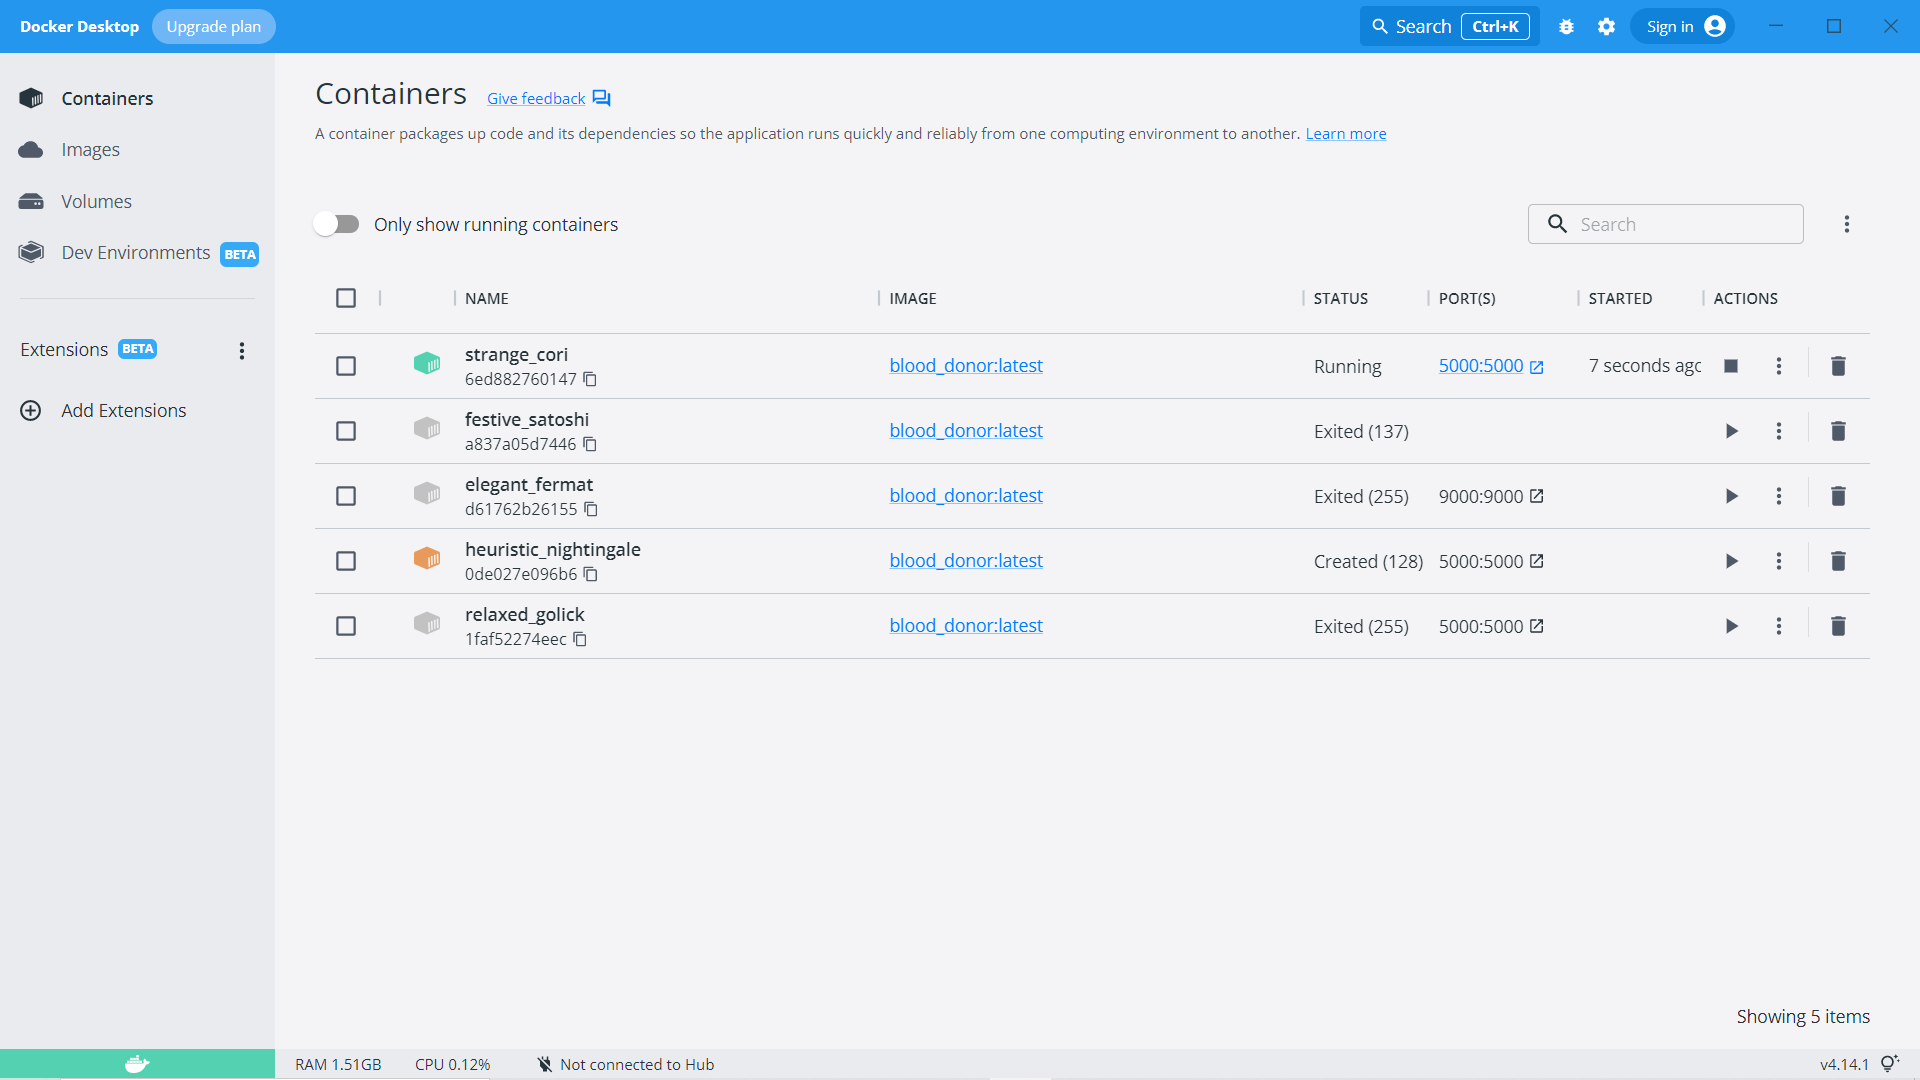 Docker Desktop Upgrade plan Search Ctrl+K Sign in
Containers
Images
Volumes
Dev Environments BETA
Extensions BETA
Add Extensions
Containers Give feedback
A container packages up code and its dependencies so the application runs quickly and reliably from one computing environment to another. Learn more
Only show running containers Search
NAME IMAGE STATUS PORT(S) STARTED ACTIONS
strange_cori
6ed882760147 blood_donor:latest Running 5000:5000 7 seconds agc
festive_satoshi
a837a05d7446 blood_donor:latest Exited (137)
elegant_fermat
d61762b26155 blood_donor:latest Exited (255) 9000:9000
heuristic_nightingale
0de027e096b6 blood_donor:latest Created (128) 5000:5000
relaxed_golick
1faf52274eec blood_donor:latest Exited (255) 5000:5000
Showing 5 items
RAM 1.51GB CPU 0.12% Not connected to Hub v4.14.1